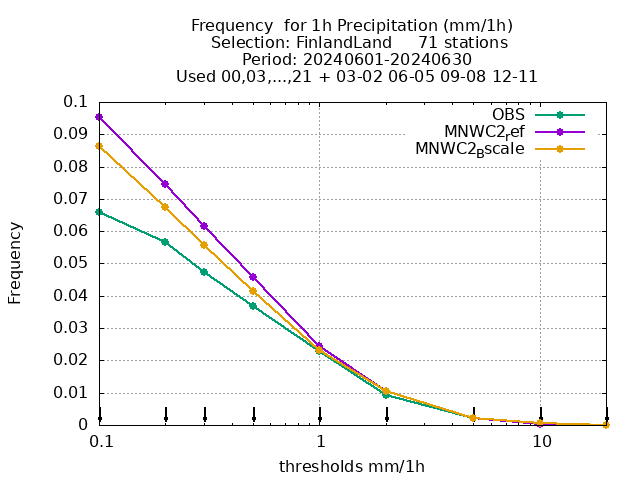 Frequency  for 1h Precipitation (mm/1h)
Selection: FinlandLand     71 stations
Period: 20240601-20240630
Used 00,03,...,21 + 03-02 06-05 09-08 12-11
OBS
MNWC2ref
MNWC2Bscale
0.1
0.09
0.08
0.07
0.06
0.05
0.04
0.03
0.02
0.01
0
Frequency
0.1 1 10
thresholds mm/1h